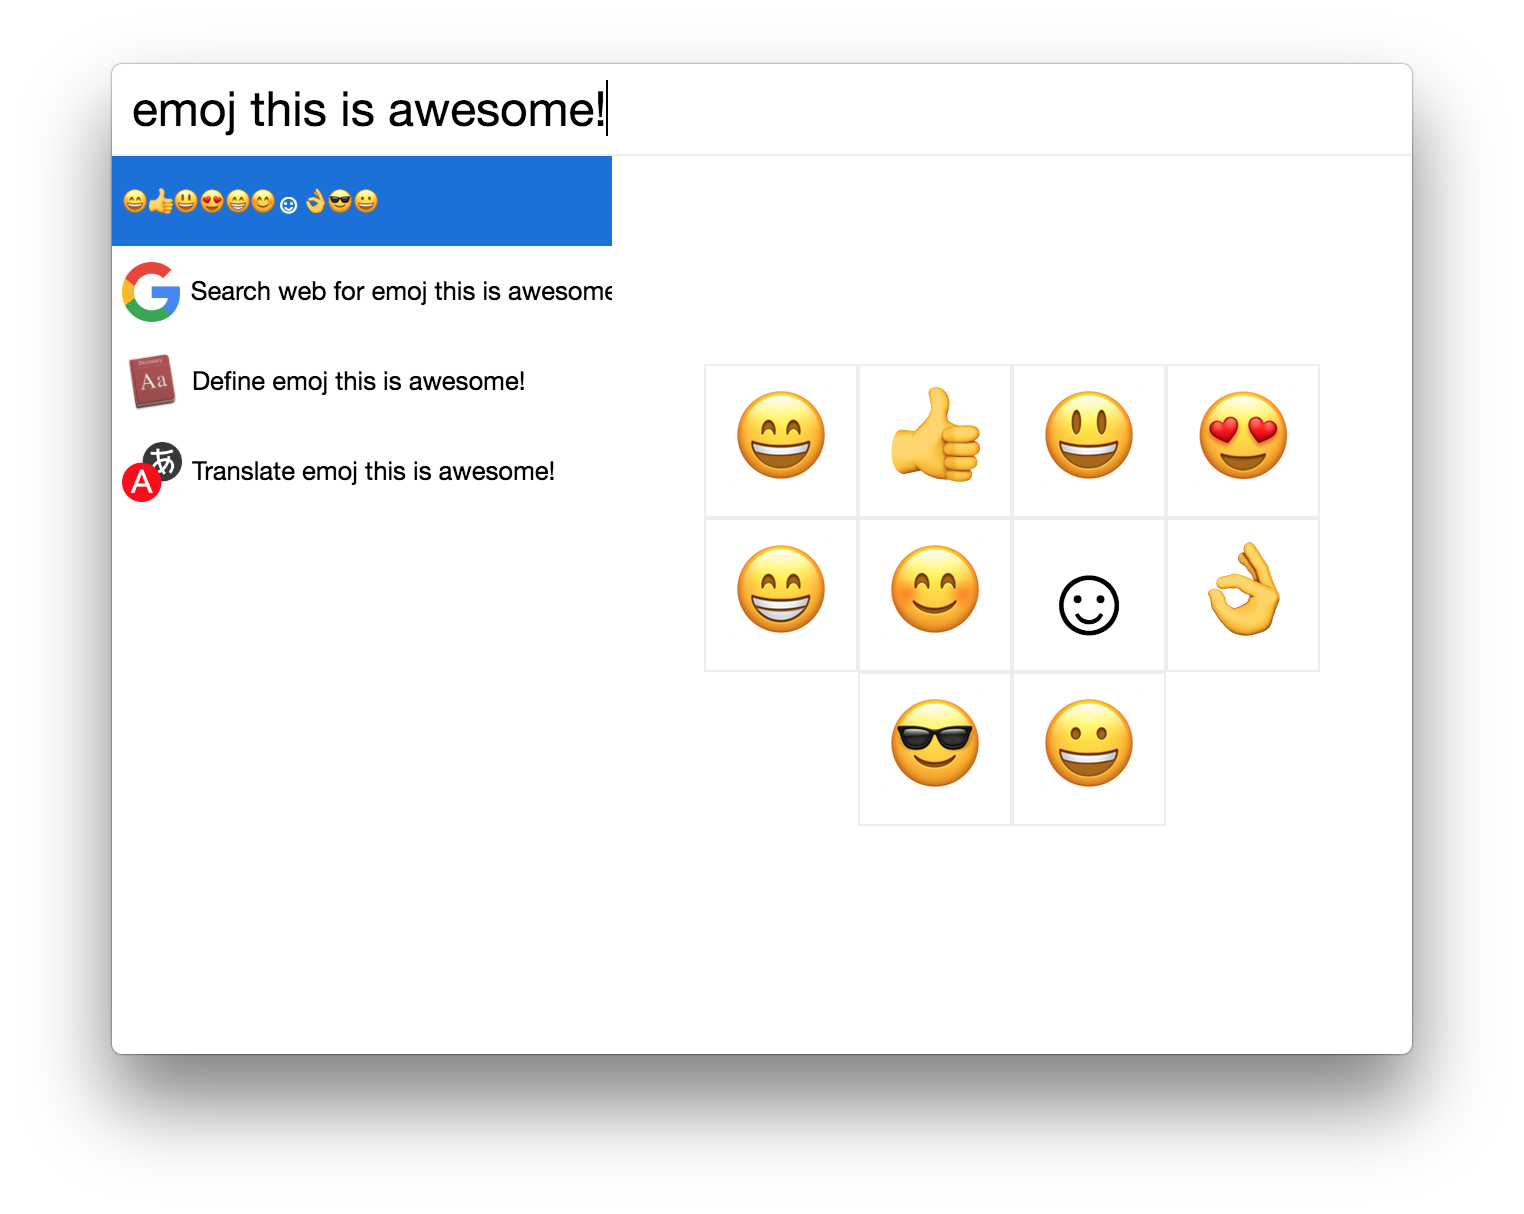 emoj this is awesome!
😄👍😃😍😁😊☺👌😎😀
Search web for emoj this is awesome
Dictionary
Aa
Define emoj this is awesome!
あ
A
Translate emoj this is awesome!